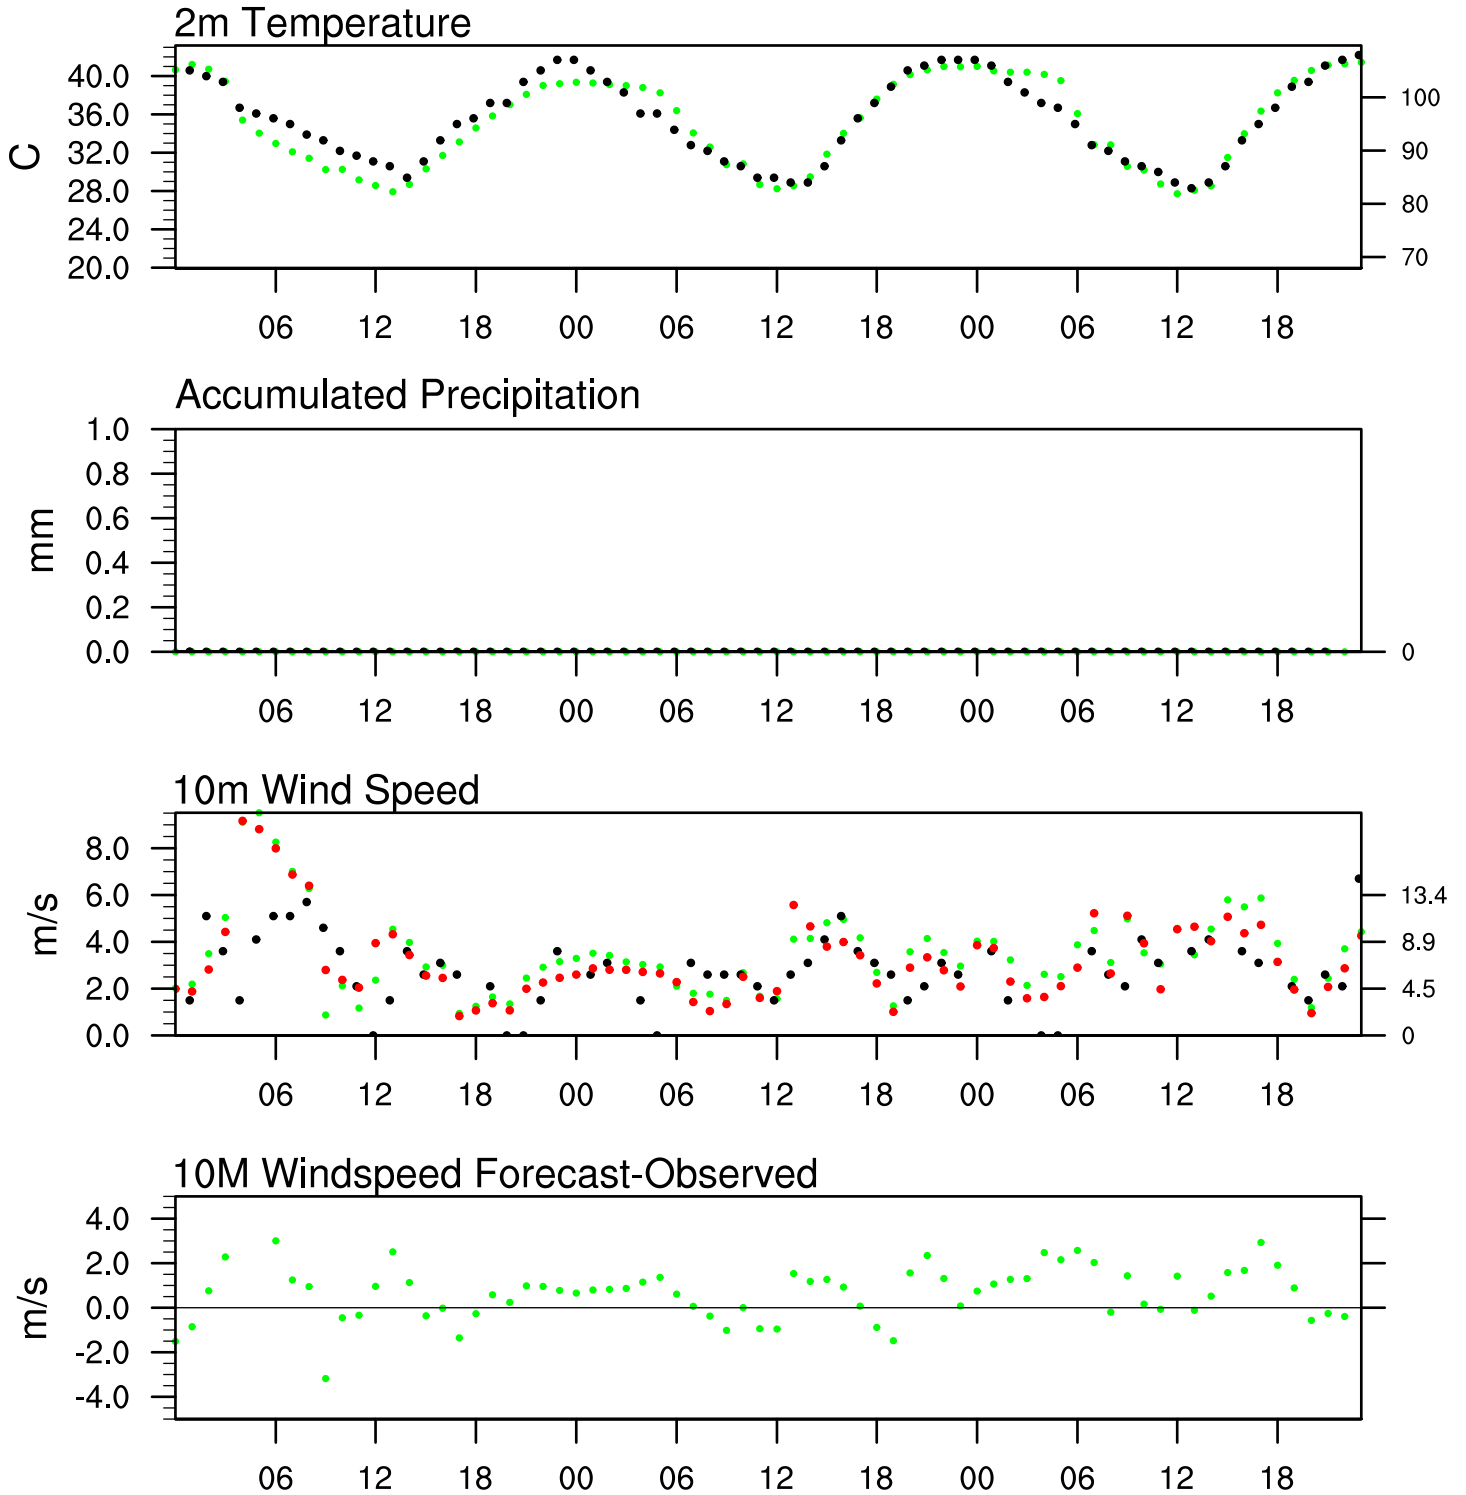 2m Temperature
C
40.0
36.0
32.0
28.0
24.0
20.0
100
90
80
70
06 12 18 00 06 12 18 00 06 12 18
Accumulated Precipitation
mm
1.0
0.8
0.6
0.4
0.2
0.0
0
06 12 18 00 06 12 18 00 06 12 18
10m Wind Speed
m/s
8.0
6.0
4.0
2.0
0.0
13.4
8.9
4.5
0
06 12 18 00 06 12 18 00 06 12 18
10M Windspeed Forecast-Observed
m/s
4.0
2.0
0.0
-2.0
-4.0
06 12 18 00 06 12 18 00 06 12 18